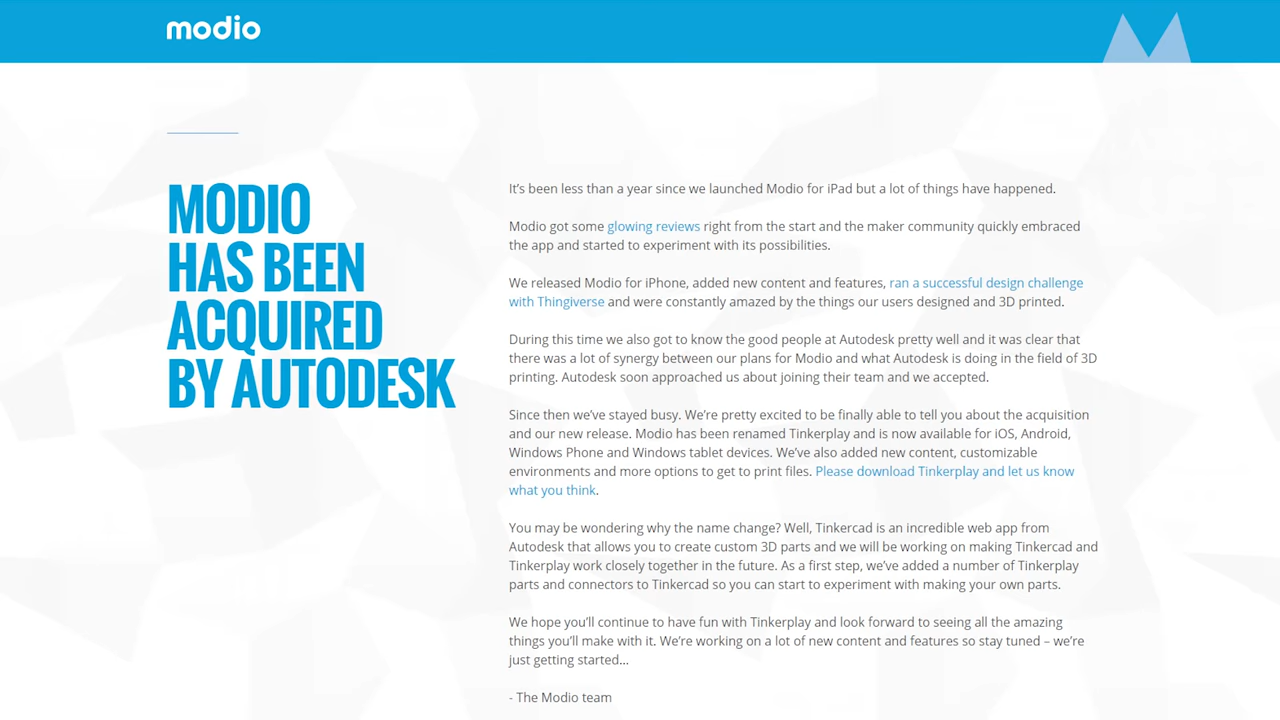 modio
MODIO
HAS BEEN
ACQUIRED
BY AUTODESK
It’s been less than a year since we launched Modio for iPad but a lot of things have happened.
Modio got some glowing reviews right from the start and the maker community quickly embraced
the app and started to experiment with its possibilities.
We released Modio for iPhone, added new content and features, ran a successful design challenge
with Thingiverse and were constantly amazed by the things our users designed and 3D printed.
During this time we also got to know the good people at Autodesk pretty well and it was clear that
there was a lot of synergy between our plans for Modio and what Autodesk is doing in the field of 3D
printing. Autodesk soon approached us about joining their team and we accepted.
Since then we’ve stayed busy. We’re pretty excited to be finally able to tell you about the acquisition
and our new release. Modio has been renamed Tinkerplay and is now available for iOS, Android,
Windows Phone and Windows tablet devices. We’ve also added new content, customizable
environments and more options to get to print files. Please download Tinkerplay and let us know
what you think.
You may be wondering why the name change? Well, Tinkercad is an incredible web app from
Autodesk that allows you to create custom 3D parts and we will be working on making Tinkercad and
Tinkerplay work closely together in the future. As a first step, we’ve added a number of Tinkerplay
parts and connectors to Tinkercad so you can start to experiment with making your own parts.
We hope you’ll continue to have fun with Tinkerplay and look forward to seeing all the amazing
things you’ll make with it. We’re working on a lot of new content and features so stay tuned – we’re
just getting started...
- The Modio team